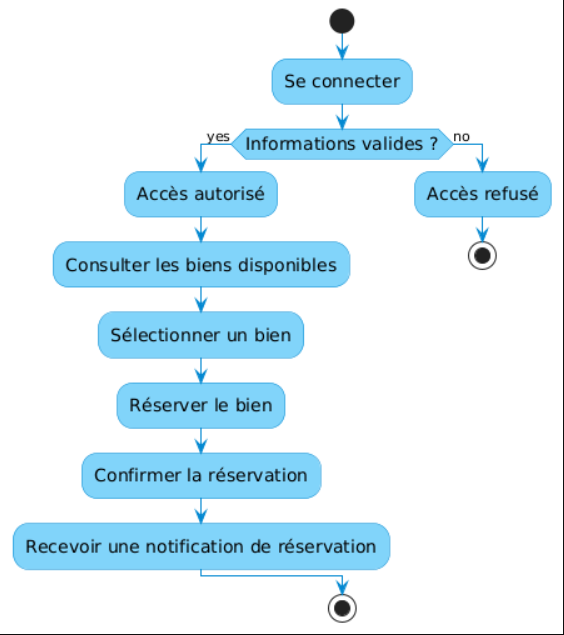 Se connecter
yes
Informations valides ?
no
Accès autorisé
Accès refusé
Consulter les biens disponibles
Sélectionner un bien
Réserver le bien
Confirmer la réservation
Recevoir une notification de réservation